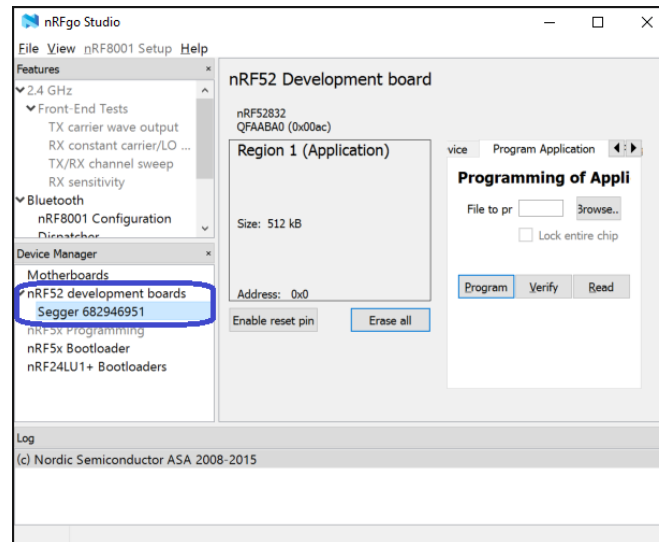 nRFgo Studio
File View nRF8001 Setup Help
Features
2.4 GHz
Front-End Tests
TX carrier wave output
RX constant carrier/LO ...
TX/RX channel sweep
RX sensitivity
Bluetooth
nRF8001 Configuration
Dispatcher
Device Manager
Motherboards
nRF52 development boards
Segger 682946951
nRF5x Programming
nRF5x Bootloader
nRF24LU1+ Bootloaders
nRF52 Development board
nRF52832
QFAABA0 (0x00ac)
Region 1 (Application)
Size: 512 kB
Address: 0x0
Enable reset pin Erase all
vice Program Application
Programming of Appli
File to pr Browse..
Lock entire chip
Program Verify Read
Log
(c) Nordic Semiconductor ASA 2008-2015